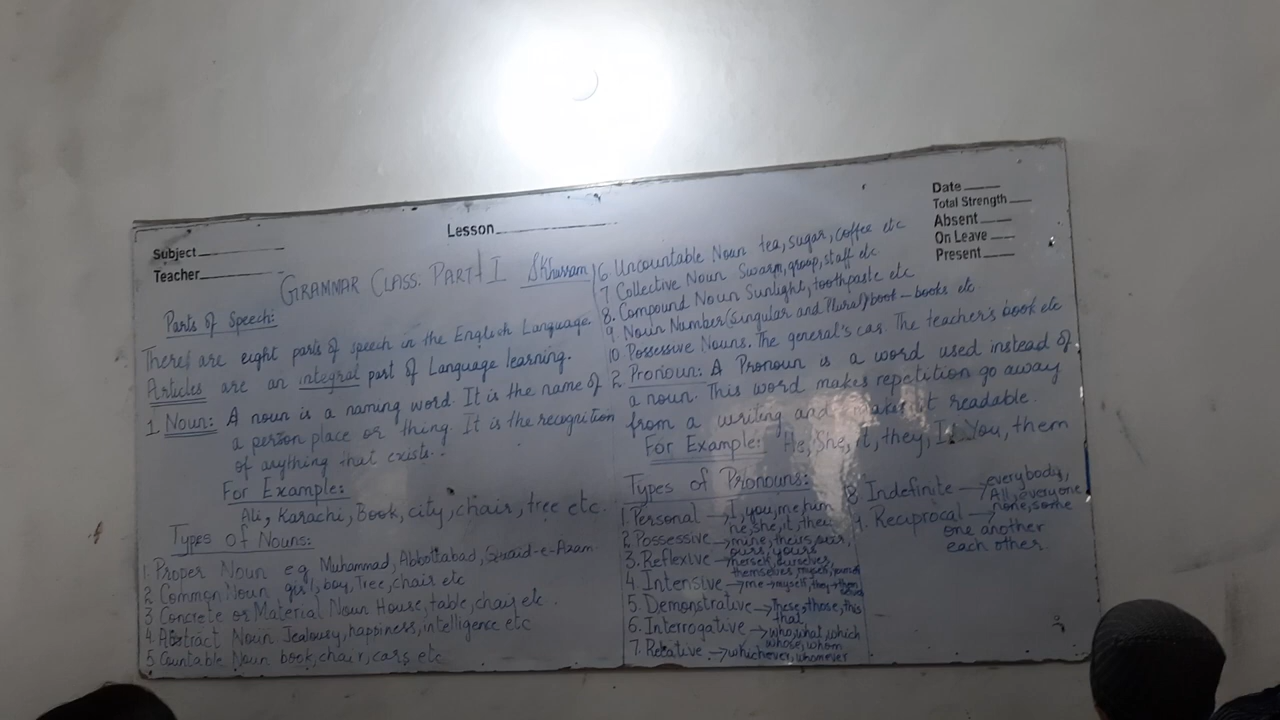 Subject
Teacher
Lesson
Date
Total Strength
Absent
On Leave
Present
GRAMMAR CLASS. PART I
Parts of Speech:
There are eight parts of speech in the English Language
Articles are an integral part of Language learning.
1. Noun: A noun is a naming word. It is the name of
a person place or thing. It is the recognition
of anything that exists.
For Example:
Ali, Karachi, Book, city, chair, tree etc.
Types Of Nouns:
1 Proper Noun eg Muhammad, Abbottabad,
2 Common Noun, girl, boy, Tree, chair etc
3 Concrete or Material Noun House, table, chair etc.
4 Abstract Noun Jealousy, happiness, intelligence etc
5 Countable Noun book, chair, cars etc
6 Uncountable Noun tea, sugar, coffee etc
7 Collective Noun Swarm, group, staff etc.
8. Compound Noun Sunlight, toothpaste etc
9. Noun Number (Singular and Plural) book - books etc
10 Possessive Nouns. The general's car. The teacher's book etc
2 Pronoun: A Pronoun is a word used instead of
a noun. This word makes repetition go away
from a writing and makes it readable.
For Example: He, She, it, they, I, You, them
Types of Pronouns:
1. Personal → I, you, me, him
he, she, it, they
2 Possessive → mine, theirs, our,
ours, yours
3. Reflexive → herself, ourselves,
themselves, myself,
4 Intensive → me → myself, they →
5. Demonstrative → These, those, this
that
6. Interrogative → who, what, which
whose, whom
7. Relative → whichever, whomever
8 Indefinite → everybody,
All, everyone
none, some
9. Reciprocal →
one another
each other.